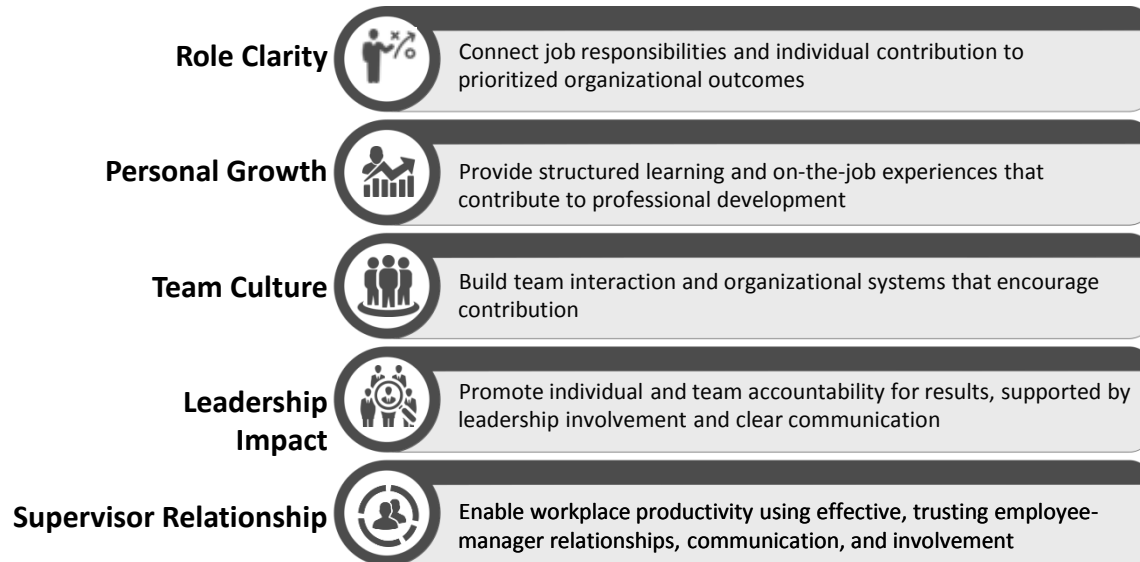 Role Clarity
Connect job responsibilities and individual contribution to
prioritized organizational outcomes
Personal Growth
Provide structured learning and on-the-job experiences that
contribute to professional development
Team Culture
Build team interaction and organizational systems that encourage
contribution
Leadership
Impact
Promote individual and team accountability for results, supported by
leadership involvement and clear communication
Supervisor Relationship
Enable workplace productivity using effective, trusting employee-
manager relationships, communication, and involvement